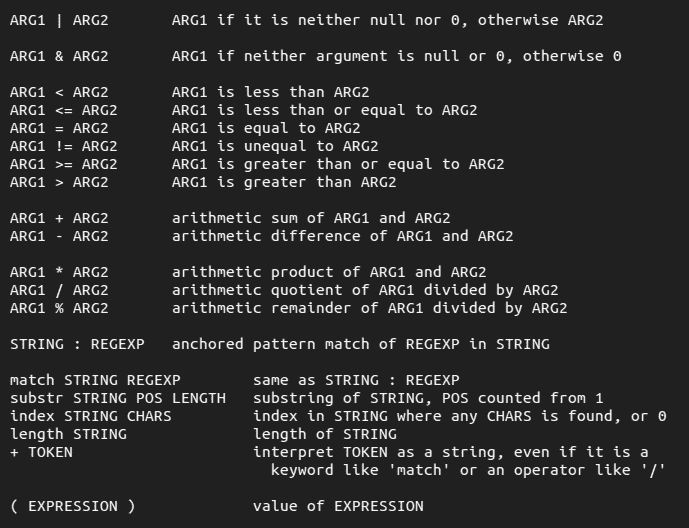 ARG1 | ARG2       ARG1 if it is neither null nor 0, otherwise ARG2
ARG1 & ARG2       ARG1 if neither argument is null or 0, otherwise 0
ARG1 < ARG2       ARG1 is less than ARG2
ARG1 <= ARG2      ARG1 is less than or equal to ARG2
ARG1 = ARG2       ARG1 is equal to ARG2
ARG1 != ARG2      ARG1 is unequal to ARG2
ARG1 >= ARG2      ARG1 is greater than or equal to ARG2
ARG1 > ARG2       ARG1 is greater than ARG2
ARG1 + ARG2       arithmetic sum of ARG1 and ARG2
ARG1 - ARG2       arithmetic difference of ARG1 and ARG2
ARG1 * ARG2       arithmetic product of ARG1 and ARG2
ARG1 / ARG2       arithmetic quotient of ARG1 divided by ARG2
ARG1 % ARG2       arithmetic remainder of ARG1 divided by ARG2
STRING : REGEXP   anchored pattern match of REGEXP in STRING
match STRING REGEXP        same as STRING : REGEXP
substr STRING POS LENGTH   substring of STRING, POS counted from 1
index STRING CHARS         index in STRING where any CHARS is found, or 0
length STRING              length of STRING
+ TOKEN                    interpret TOKEN as a string, even if it is a
                             keyword like 'match' or an operator like '/'
( EXPRESSION )             value of EXPRESSION